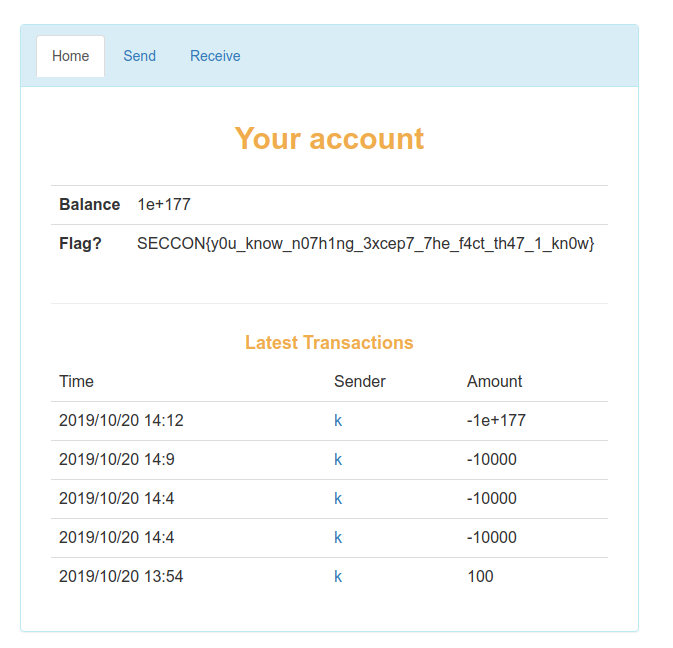 Home Send Receive
Your account
Balance 1e+177
Flag? SECCON{y0u_know_n07h1ng_3xcep7_7he_f4ct_th47_1_kn0w}
Latest Transactions
Time Sender Amount
2019/10/20 14:12 k -1e+177
2019/10/20 14:9 k -10000
2019/10/20 14:4 k -10000
2019/10/20 14:4 k -10000
2019/10/20 13:54 k 100